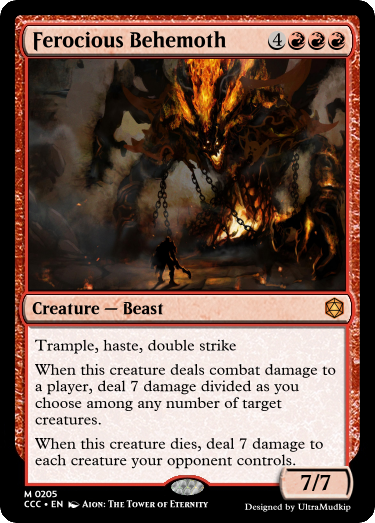 Ferocious Behemoth 4
Creature — Beast
Trample, haste, double strike
When this creature deals combat damage to
a player, deal 7 damage divided as you
choose among any number of target
creatures.
When this creature dies, deal 7 damage to
each creature your opponent controls.
7/7
M 0205
CCC • EN Aion: The Tower of Eternity
Designed by UltraMudkip